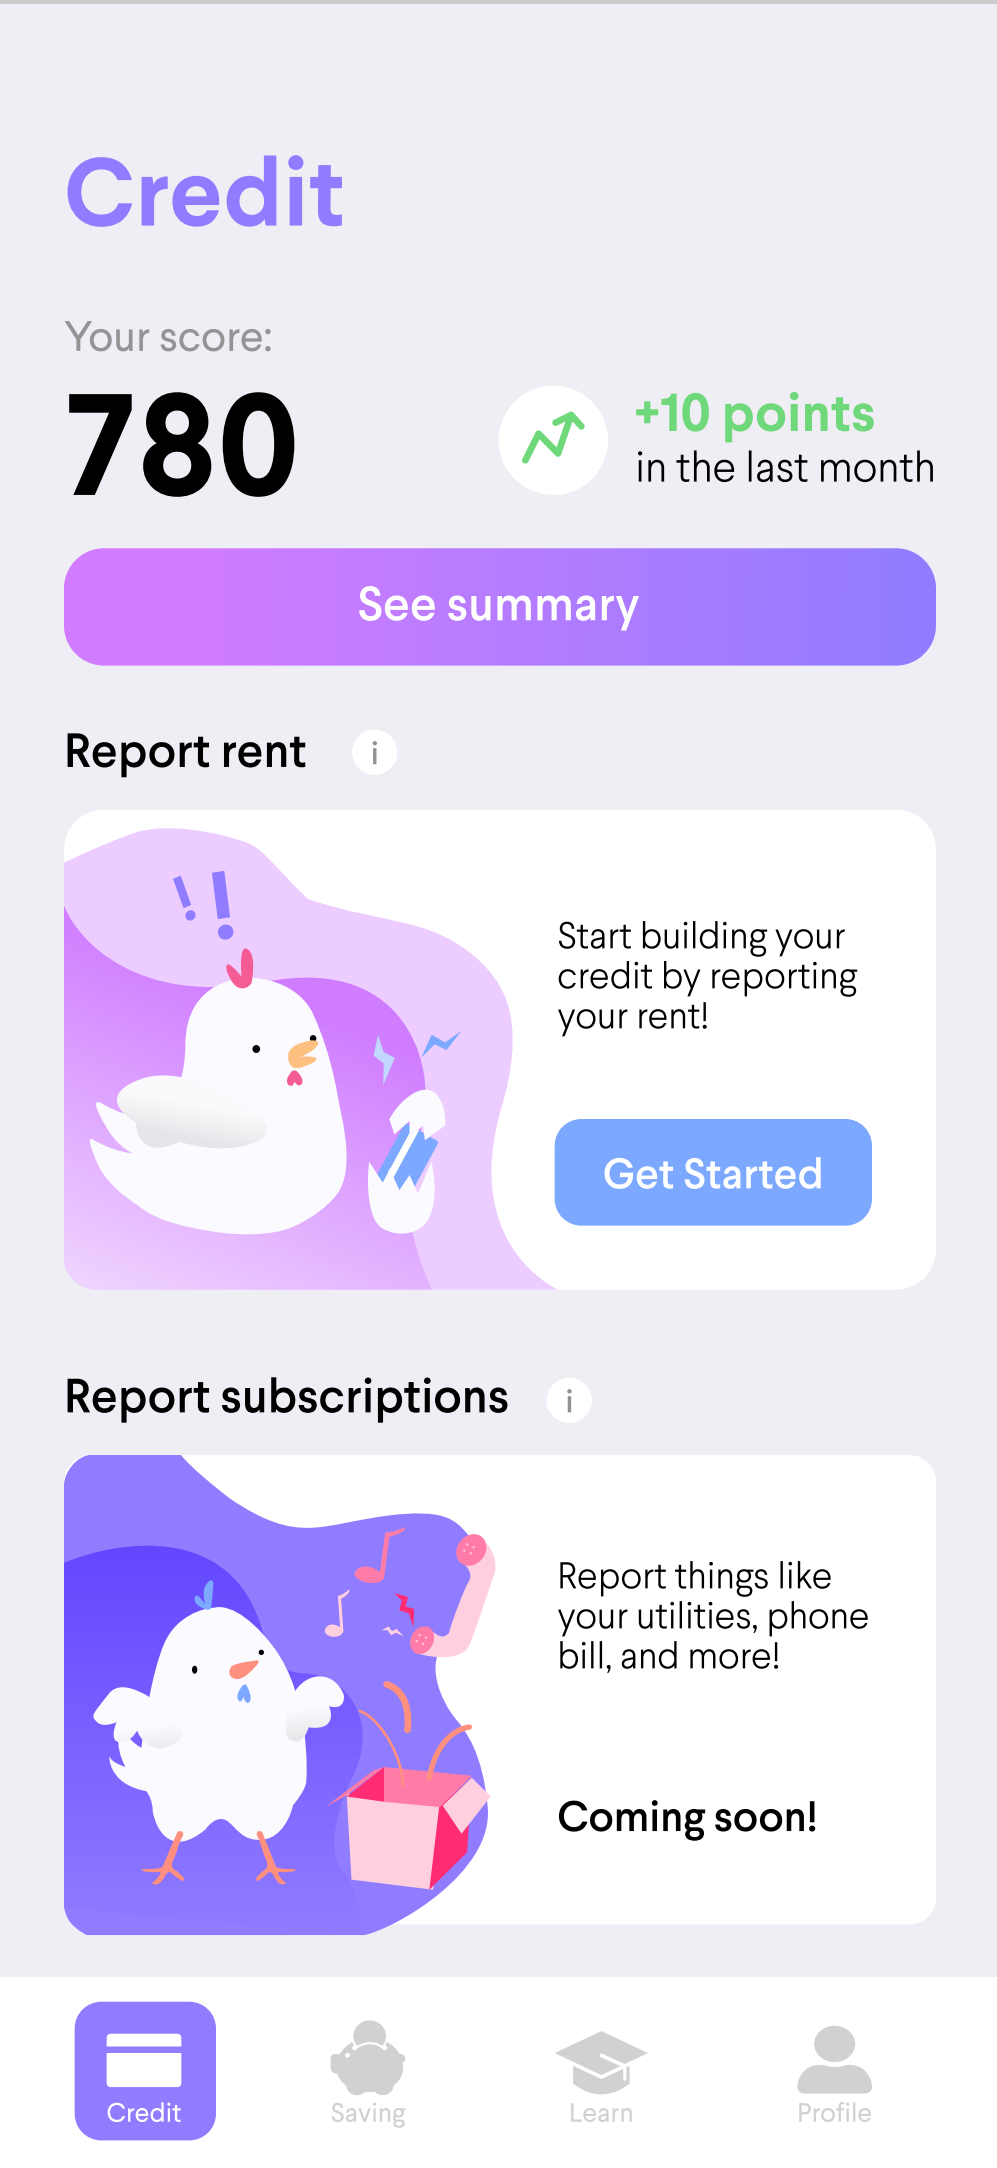 Credit
Your score:
780
+10 points
in the last month
See summary
Report rent i
!!
Start building your
credit by reporting
your rent!
Get Started
Report subscriptions i
Report things like
your utilities, phone
bill, and more!
Coming soon!
Credit
Saving
Learn
Profile